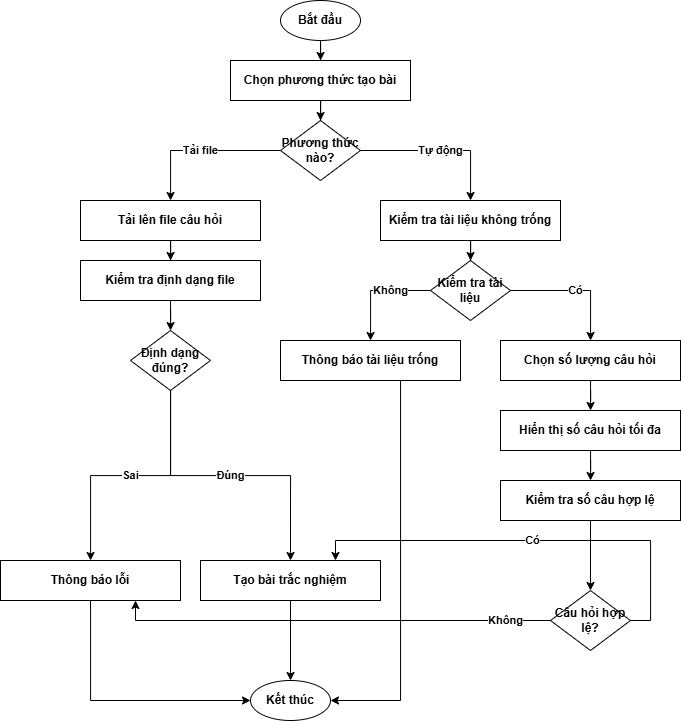 Bắt đầu
Chọn phương thức tạo bài
Phương thức
nào?
Tải file
Tự động
Tải lên file câu hỏi
Kiểm tra tài liệu không trống
Kiểm tra định dạng file
Kiểm tra tài
liệu
Không
Có
Định dạng
đúng?
Thông báo tài liệu trống
Chọn số lượng câu hỏi
Hiển thị số câu hỏi tối đa
Sai
Đúng
Kiểm tra số câu hợp lệ
Có
Thông báo lỗi
Tạo bài trắc nghiệm
Câu hỏi hợp
lệ?
Không
Kết thúc